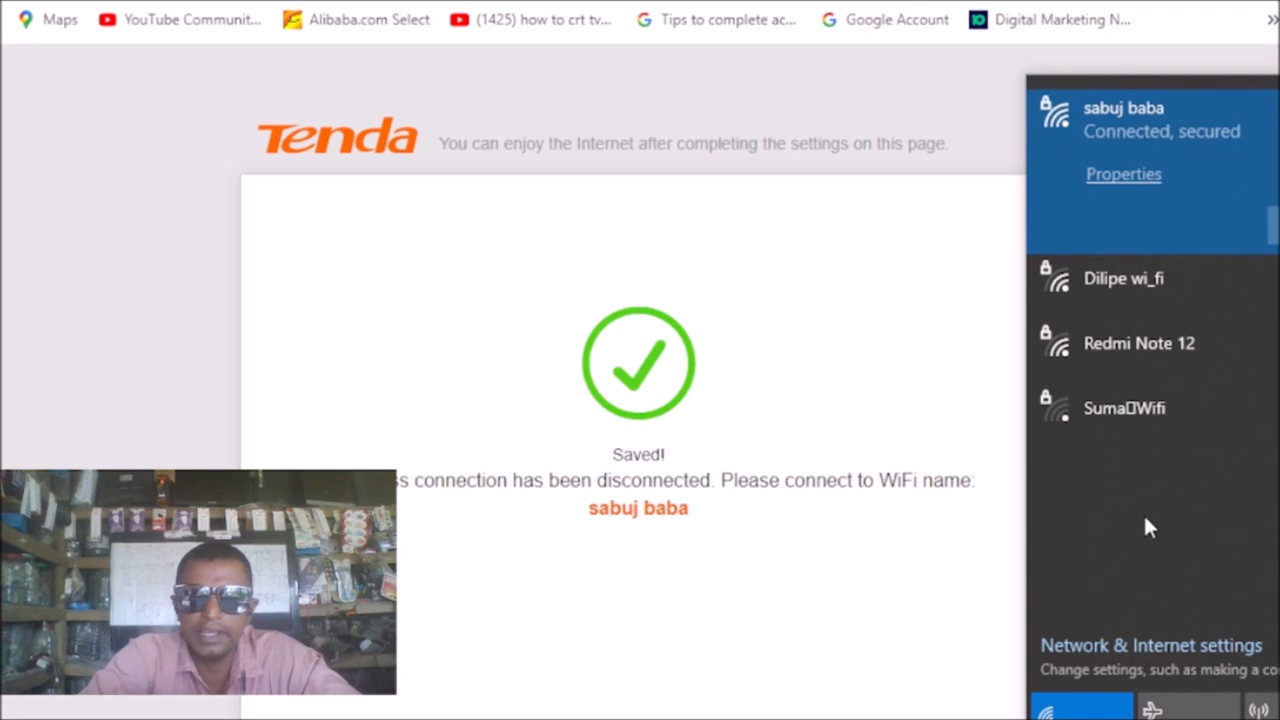 Maps
YouTube Communit...
Alibaba.com Select
(1425) how to crt tv...
Tips to complete ac...
Google Account
Digital Marketing N...
Tenda
You can enjoy the Internet after completing the settings on this page.
sabuj baba
Connected, secured
Properties
Dilipe wi_fi
Redmi Note 12
Suma□Wifi
Saved!
s connection has been disconnected. Please connect to WiFi name:
sabuj baba
Network & Internet settings
Change settings, such as making a co